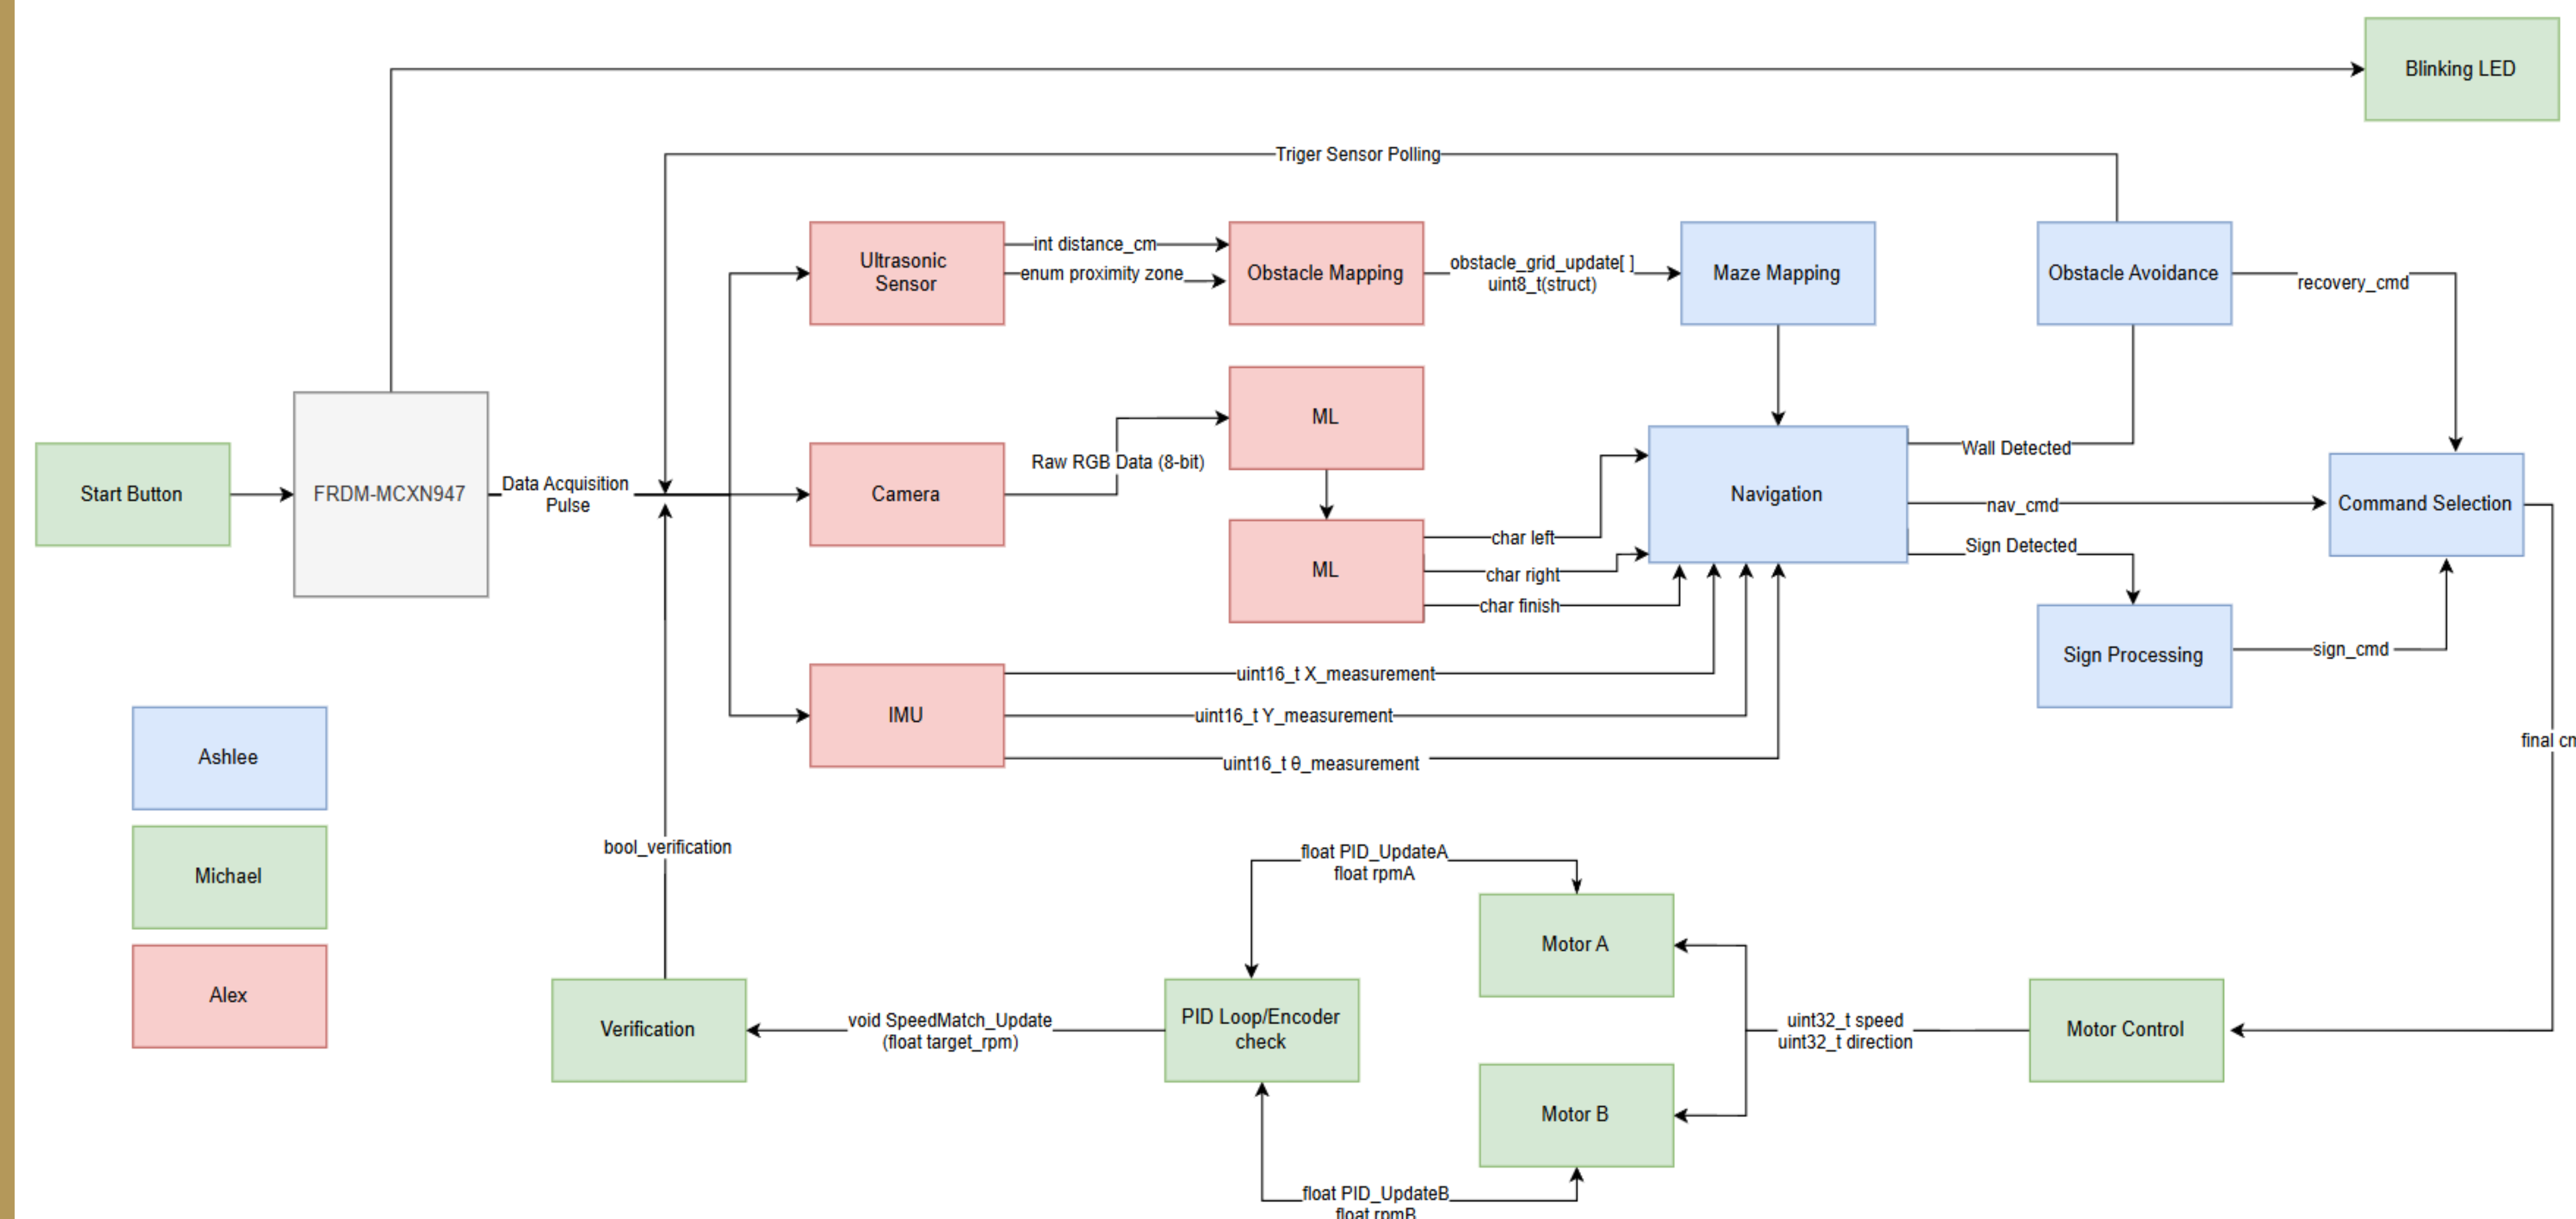 Blinking LED
Triger Sensor Polling
Ultrasonic
Sensor
int distance_cm
enum proximity zone
Obstacle Mapping
obstacle_grid_update[ ]
uint8_t(struct)
Maze Mapping
Obstacle Avoidance
recovery_cmd
Start Button
FRDM-MCXN947
Data Acquisition
Pulse
Camera
Raw RGB Data (8-bit)
ML
ML
char left
char right
char finish
Navigation
Wall Detected
nav_cmd
Sign Detected
Command Selection
Sign Processing
sign_cmd
IMU
uint16_t X_measurement
uint16_t Y_measurement
uint16_t θ_measurement
final cm
Ashlee
Michael
Alex
bool_verification
Verification
void SpeedMatch_Update
(float target_rpm)
PID Loop/Encoder
check
float PID_UpdateA
float rpmA
Motor A
Motor B
uint32_t speed
uint32_t direction
Motor Control
float PID_UpdateB
float rpmB